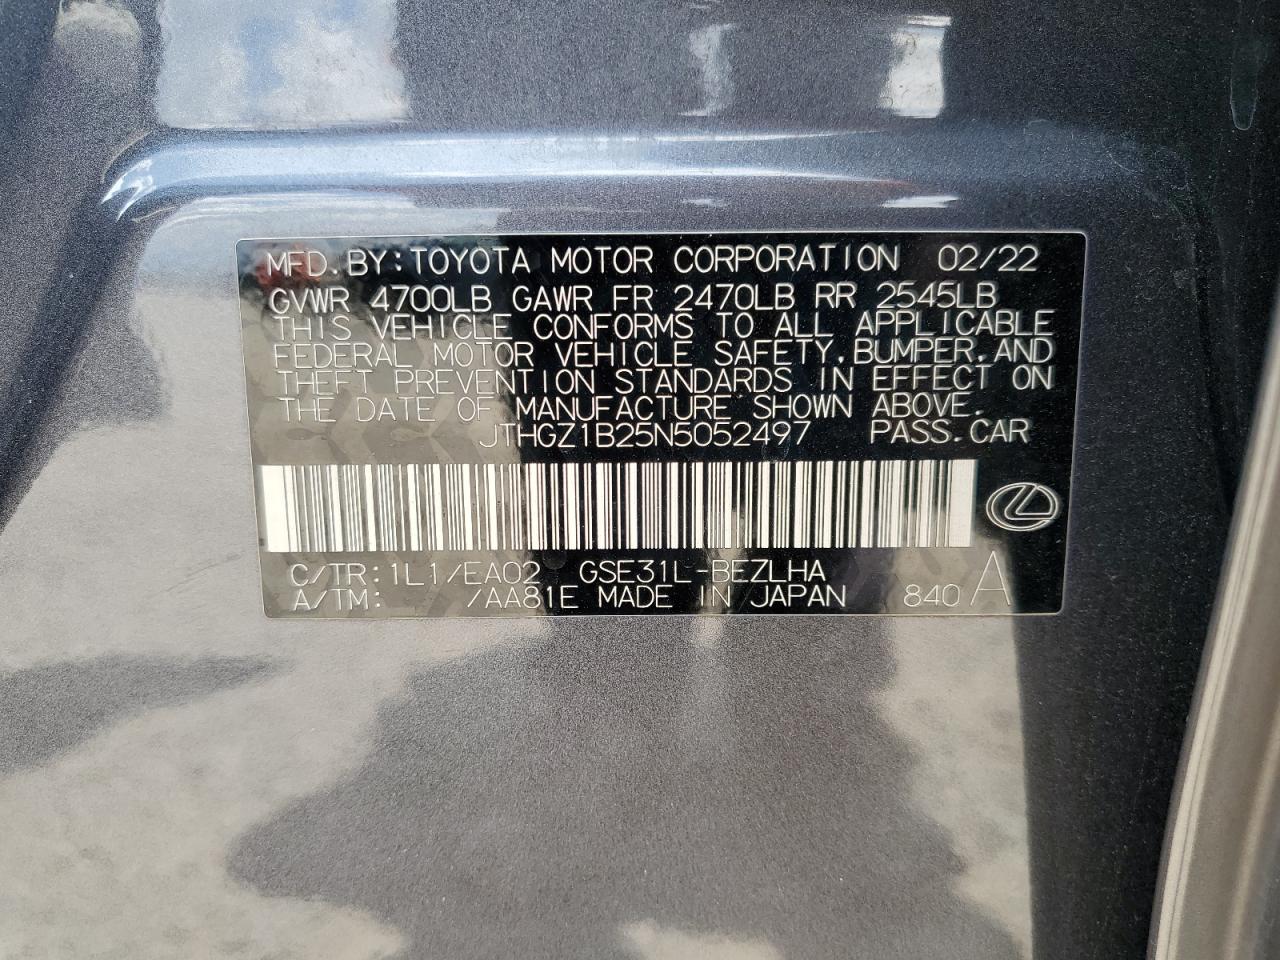 MFD. BY: TOYOTA MOTOR CORPORATION 02/22
GVWR 4700LB GAWR FR 2470LB RR 2545LB
THIS VEHICLE CONFORMS TO ALL APPLICABLE
FEDERAL MOTOR VEHICLE SAFETY, BUMPER, AND
THEFT PREVENTION STANDARDS IN EFFECT ON
THE DATE OF MANUFACTURE SHOWN ABOVE.
JTHGZ1B25N5052497 PASS. CAR
C/TR: 1L1/EA02 GSE31L-BEZLHA
A/TM: /AA81E MADE IN JAPAN 840 A